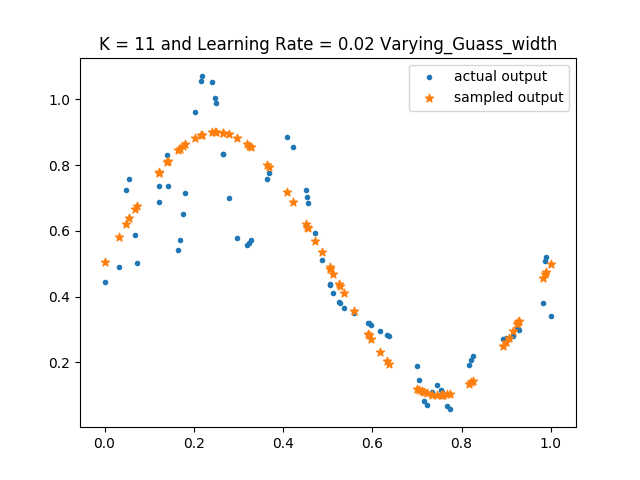 K = 11 and Learning Rate = 0.02 Varying_Guass_width
actual output
sampled output
1.0
0.8
0.6
0.4
0.2
0.0 0.2 0.4 0.6 0.8 1.0